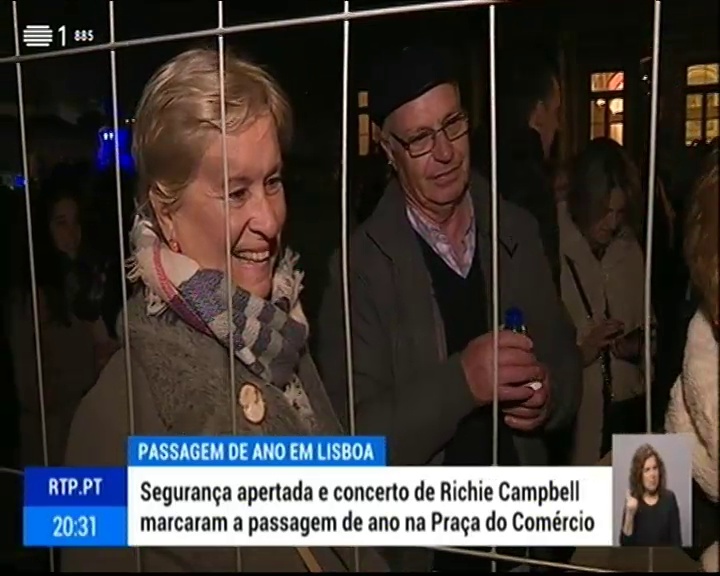 1 885
PASSAGEM DE ANO EM LISBOA
RTP.PT
Segurança apertada e concerto de Richie Campbell
20:31
marcaram a passagem de ano na Praça do Comércio